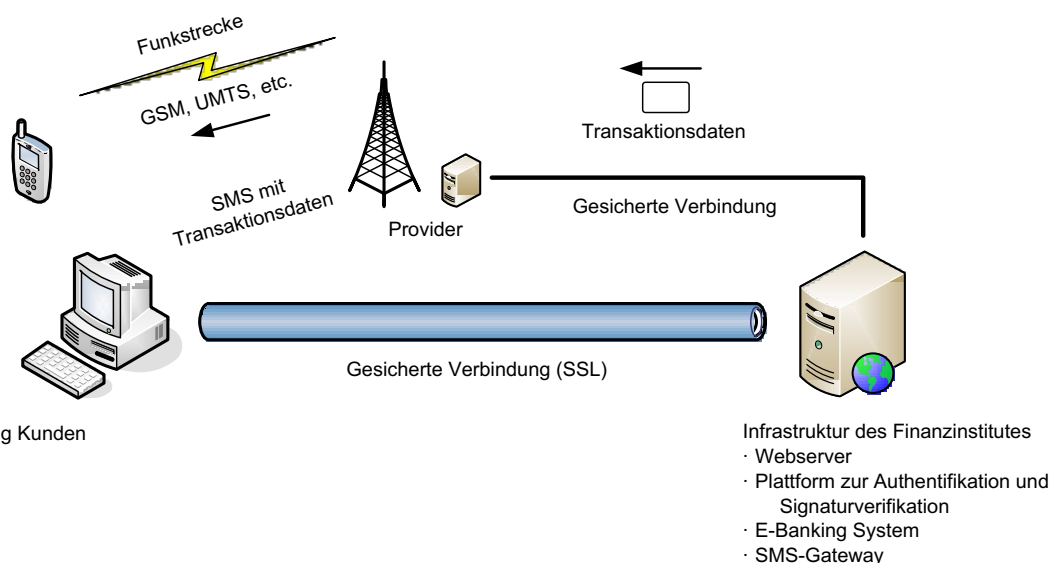 Funkstrecke
GSM, UMTS, etc.
SMS mit
Transaktionsdaten
Transaktionsdaten
Provider
Gesicherte Verbindung
Gesicherte Verbindung (SSL)
Kunden
Infrastruktur des Finanzinstitutes
· Webserver
· Plattform zur Authentifikation und
Signaturverifikation
· E-Banking System
· SMS-Gateway